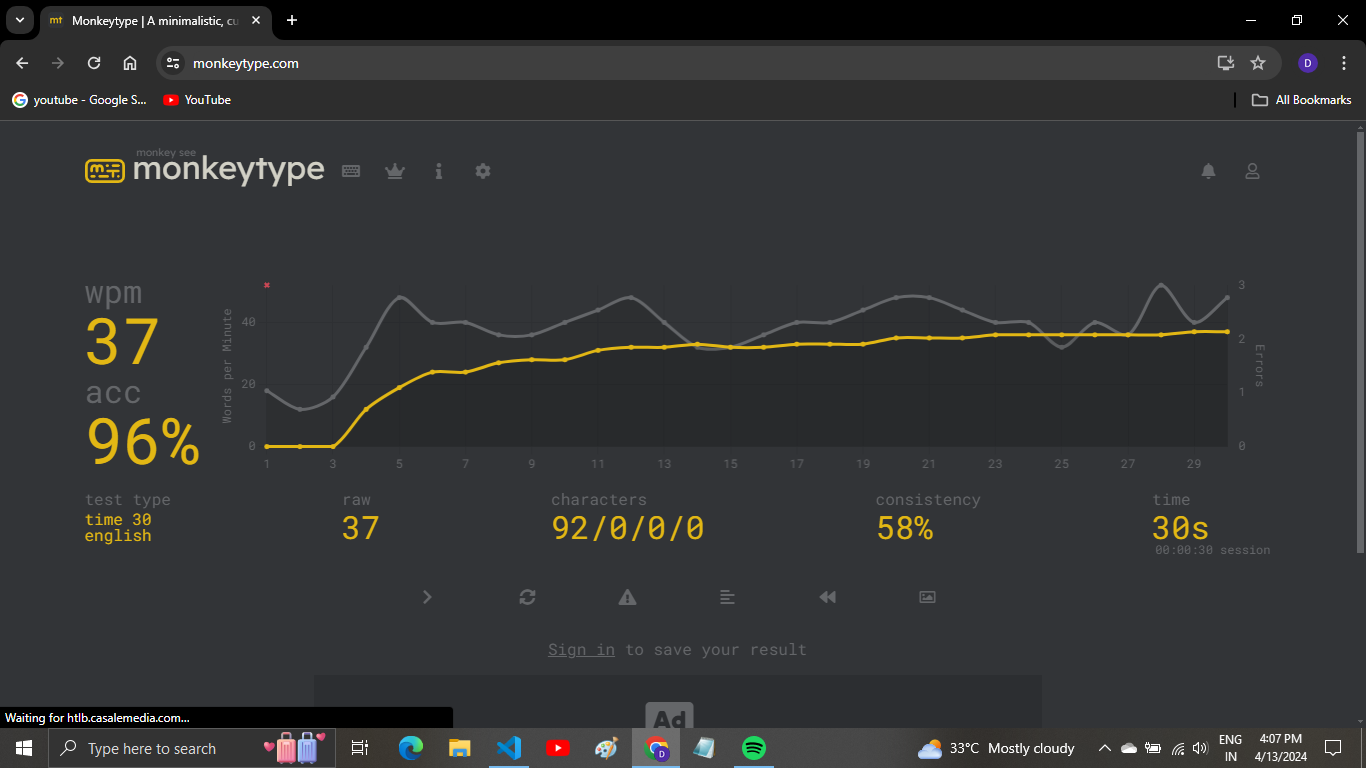 mt Monkeytype | A minimalistic, cu
monkeytype.com
D
youtube - Google S...
YouTube
All Bookmarks
monkey see
monkeytype
wpm
37
acc
96%
Words per Minute
40
20
0
1 3 5 7 9 11 13 15 17 19 21 23 25 27 29
3
2
1
0
Errors
test type
time 30
english
raw
37
characters
92/0/0/0
consistency
58%
time
30s
00:00:30 session
Sign in to save your result
Ad
Waiting for htlb.casalemedia.com...
Type here to search
D
33°C Mostly cloudy
ENG
IN
4:07 PM
4/13/2024